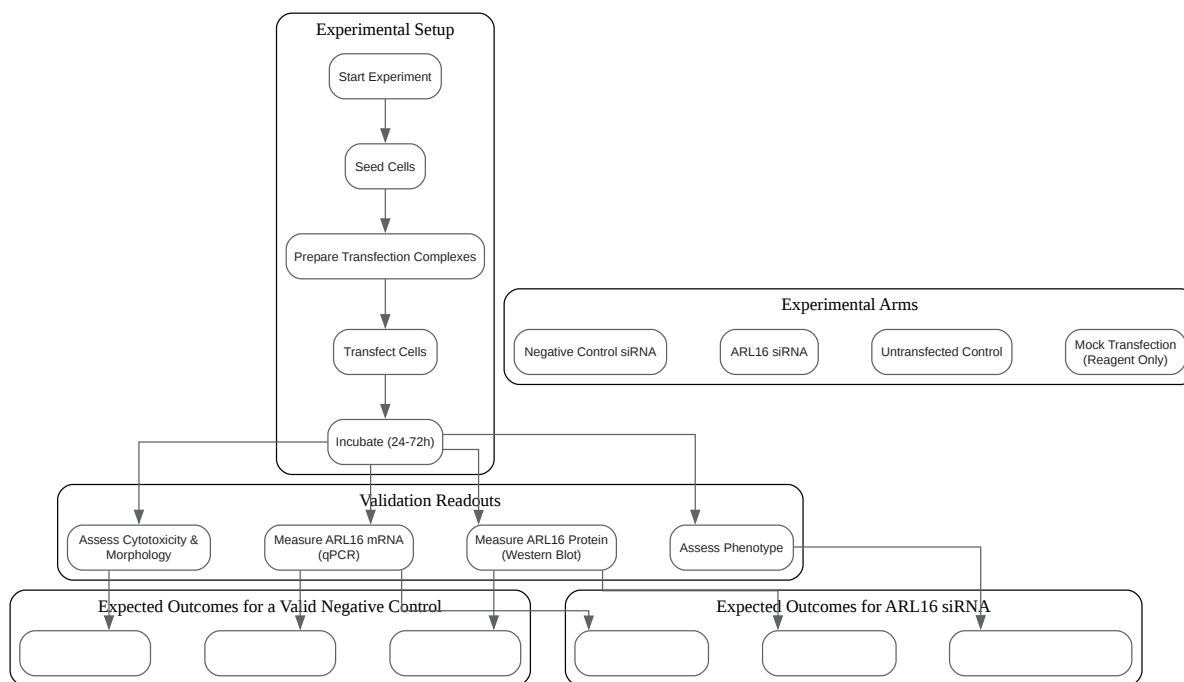 Experimental Setup
Start Experiment
Seed Cells
Prepare Transfection Complexes
Transfect Cells
Incubate (24-72h)
Experimental Arms
Negative Control siRNA
ARL16 siRNA
Untransfected Control
Mock Transfection
(Reagent Only)
Validation Readouts
Assess Cytotoxicity &
Morphology
Measure ARL16 mRNA
(qPCR)
Measure ARL16 Protein
(Western Blot)
Assess Phenotype
Expected Outcomes for a Valid Negative Control
Expected Outcomes for ARL16 siRNA